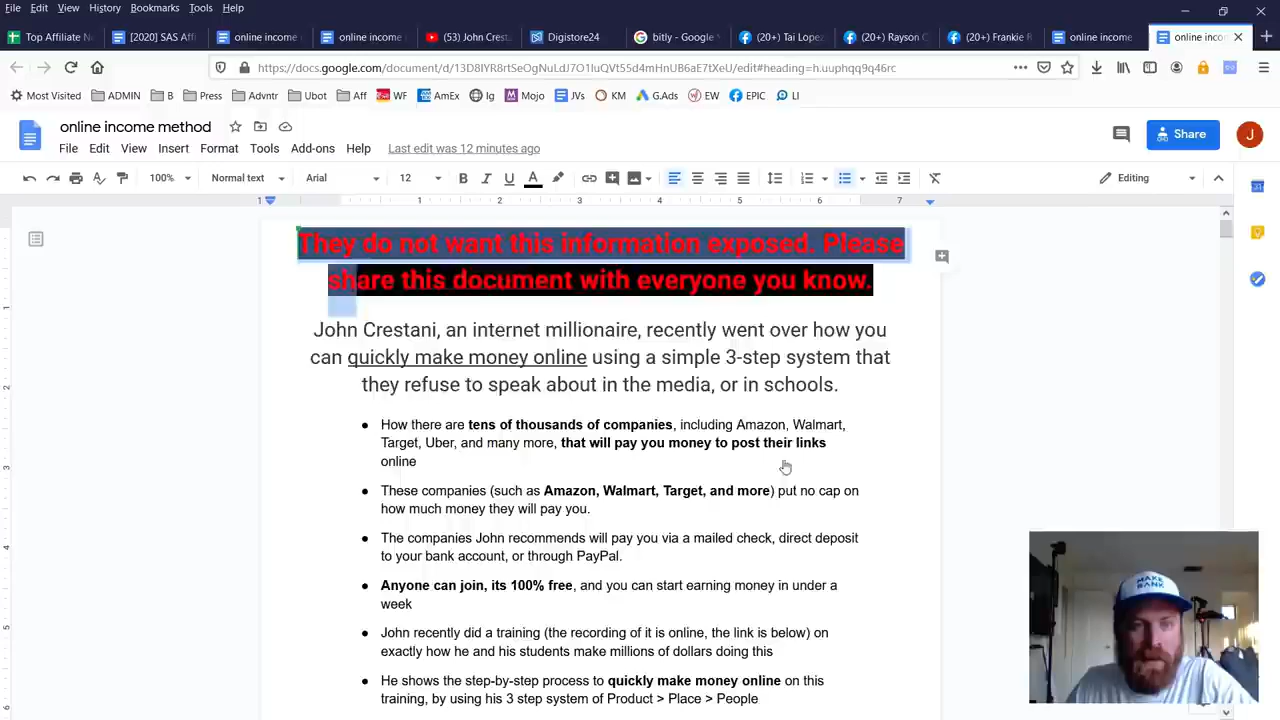 File Edit View History Bookmarks Tools Help
Top Affiliate N
[2020] SAS Affi
online income
online income
(53) John Crest
Digistore24
bitly - Google
(20+) Tai Lopez
(20+) Rayson C
(20+) Frankie R
online income
online incom
https://docs.google.com/document/d/13D8IYR8rtSeOgNuLdJ7O1IuQVt55d4mHnUB6aE7tXeU/edit#heading=h.uuphqq9q46rc
Most Visited ADMIN B Press Advntr Ubot Aff WF AmEx Ig Mojo JVs KM G.Ads EW EPIC LI
online income method
Share
J
File Edit View Insert Format Tools Add-ons Help Last edit was 12 minutes ago
100% Normal text Arial 12 B I U A Editing
1 1 2 3 4 5 6 7
They do not want this information exposed. Please
share this document with everyone you know.
John Crestani, an internet millionaire, recently went over how you
can quickly make money online using a simple 3-step system that
they refuse to speak about in the media, or in schools.
● How there are tens of thousands of companies, including Amazon, Walmart,
Target, Uber, and many more, that will pay you money to post their links
online
● These companies (such as Amazon, Walmart, Target, and more) put no cap on
how much money they will pay you.
● The companies John recommends will pay you via a mailed check, direct deposit
to your bank account, or through PayPal.
● Anyone can join, its 100% free, and you can start earning money in under a
week
● John recently did a training (the recording of it is online, the link is below) on
exactly how he and his students make millions of dollars doing this
● He shows the step-by-step process to quickly make money online on this
training, by using his 3 step system of Product > Place > People
MAKE
BANK